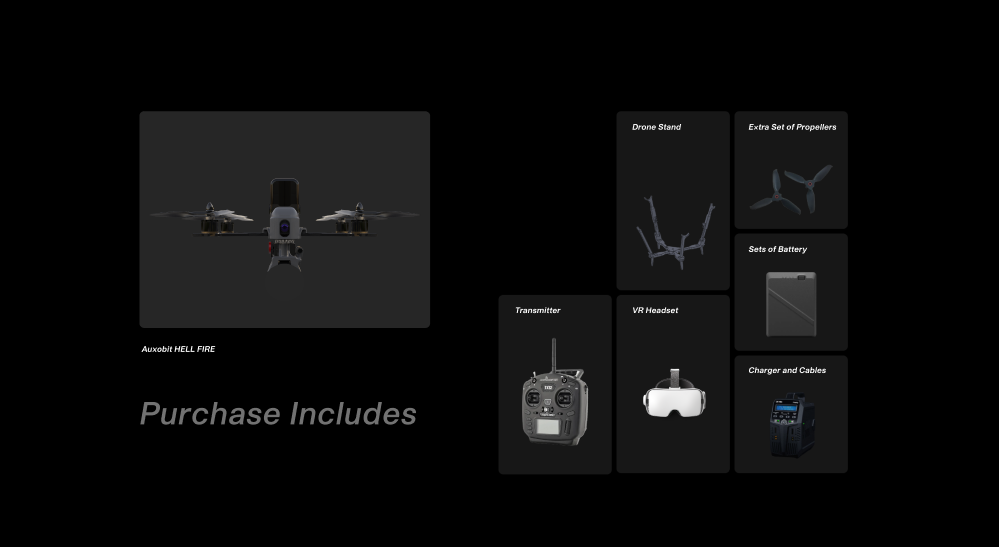 Auxobit HELL FIRE
Purchase Includes
Drone Stand
Extra Set of Propellers
Sets of Battery
Transmitter
VR Headset
Charger and Cables